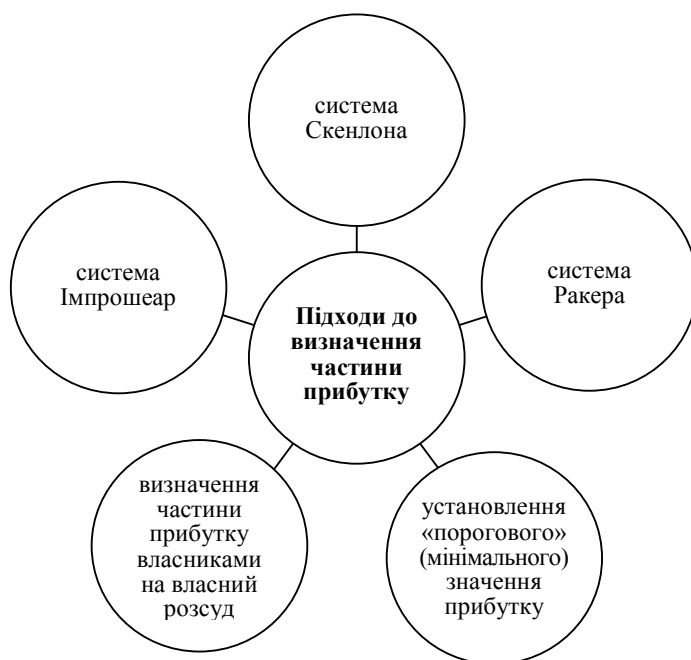 система
Скенлона
система
Імпрошеар
система
Ракера
Підходи до
визначення
частини
прибутку
визначення
частини
прибутку
власниками
на власний
розсуд
установлення
«порогового»
(мінімального)
значення
прибутку